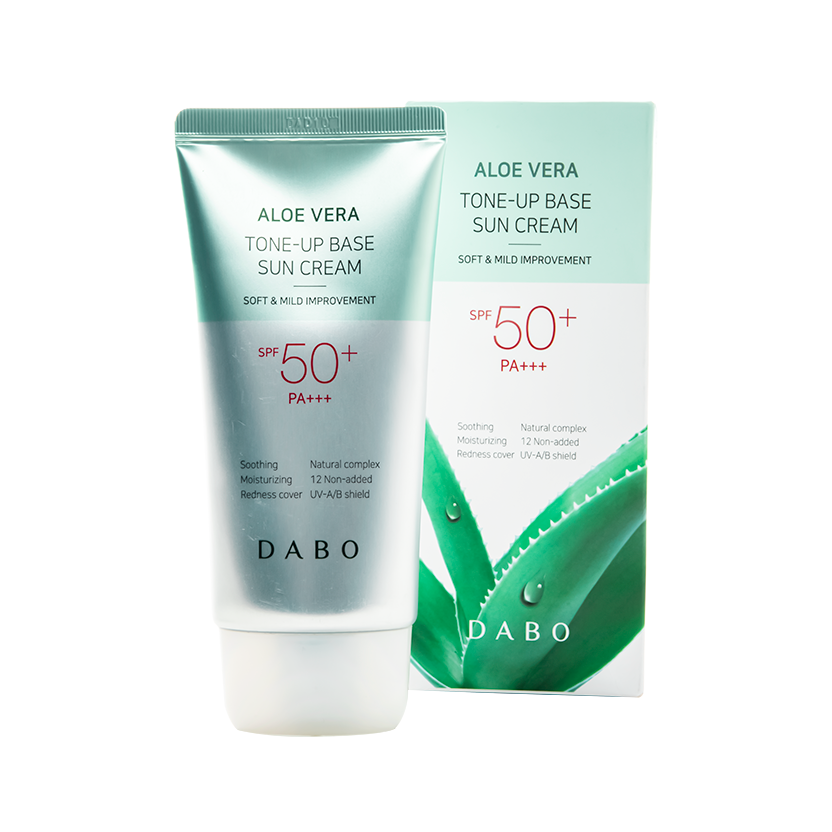 DABO
ALOE VERA
TONE-UP BASE
SUN CREAM
SOFT & MILD IMPROVEMENT
SPF 50+
PA+++
Soothing Natural complex
Moisturizing 12 Non-added
Redness cover UV-A/B shield
DABO
ALOE VERA
TONE-UP BASE
SUN CREAM
SOFT & MILD IMPROVEMENT
SPF 50+
PA+++
Soothing Natural complex
Moisturizing 12 Non-added
Redness cover UV-A/B shield
DABO